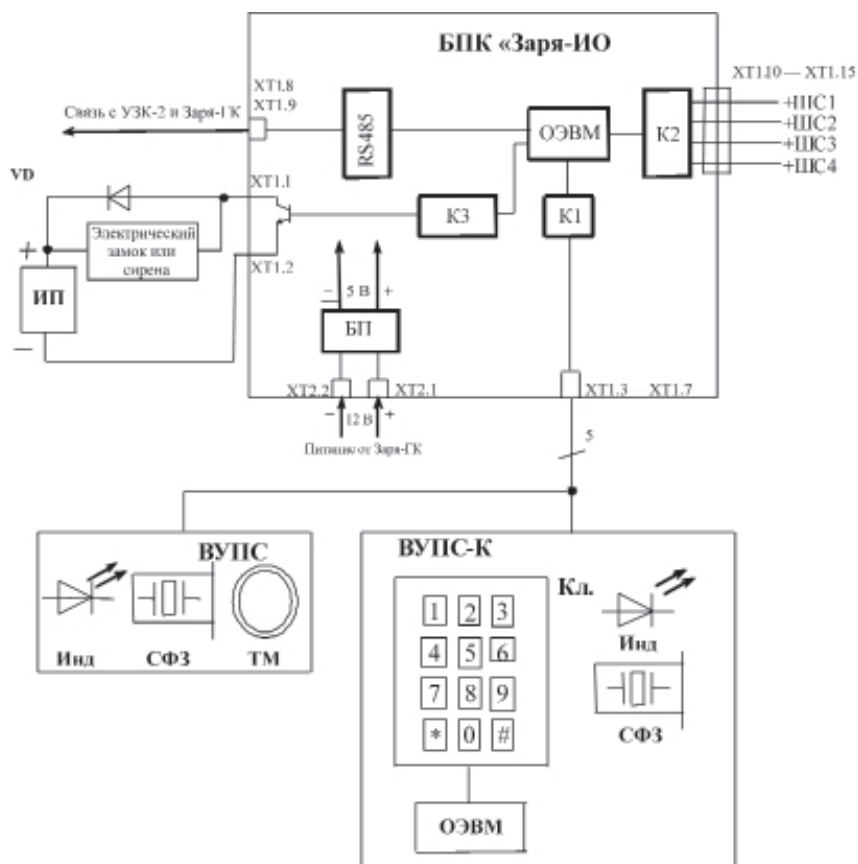 БПК «Заря-ИО
XT1.8
XT1.9
XT1.10 — XT1.15
Связь с УЗК-2 и Заря-ГК
RS485
ОЭВМ
К2
+ШС1
+ШС2
+ШС3
+ШС4
VD
XT1.1
К3
К1
Электрический
замок или
сирена
+
ИП
—
XT1.2
– 5 В +
БП
XT2.2
XT2.1
XT1.3 — XT1.7
– 12 В +
Питание от Заря-ГК
5
ВУПС
Инд
СФЗ
ТМ
ВУПС-К
Кл.
1 2 3
4 5 6
7 8 9
* 0 #
Инд
СФЗ
ОЭВМ